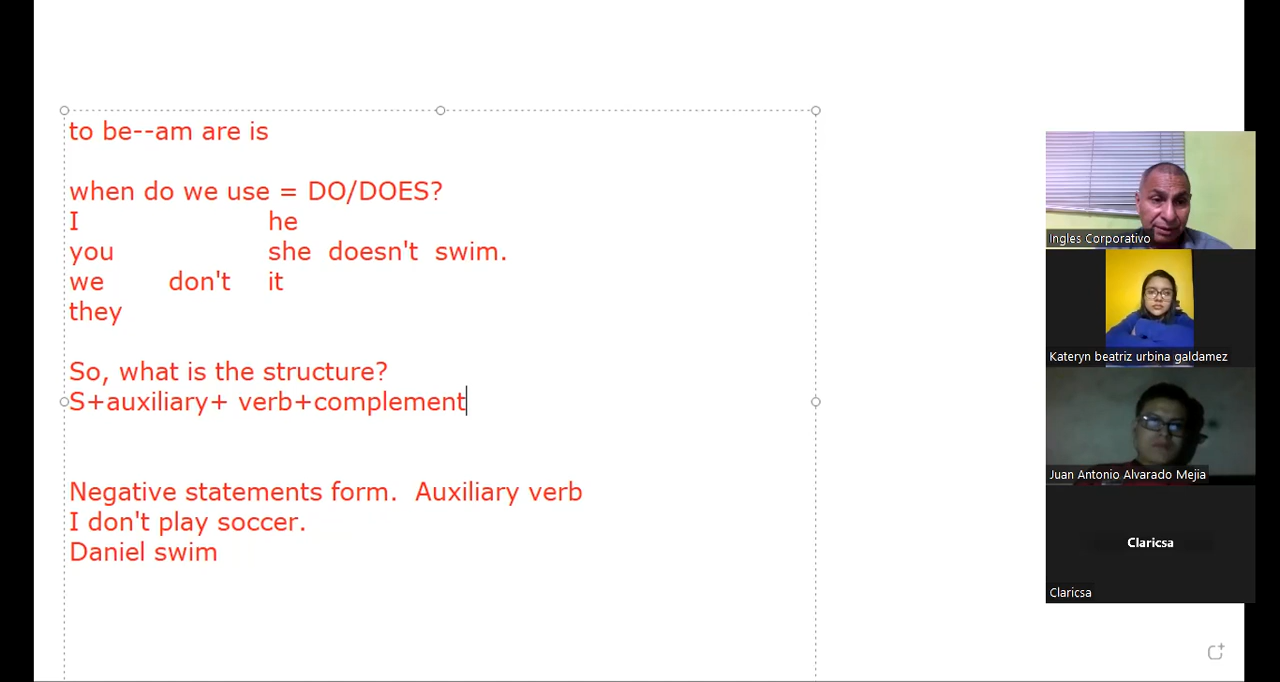 to be--am are is
when do we use = DO/DOES?
I he
you she doesn't swim.
we don't it
they
So, what is the structure?
S+auxiliary+ verb+complement
Negative statements form. Auxiliary verb
I don't play soccer.
Daniel swim
Ingles Corporativo
Kateryn beatriz urbina galdamez
Juan Antonio Alvarado Mejia
Claricsa
Claricsa